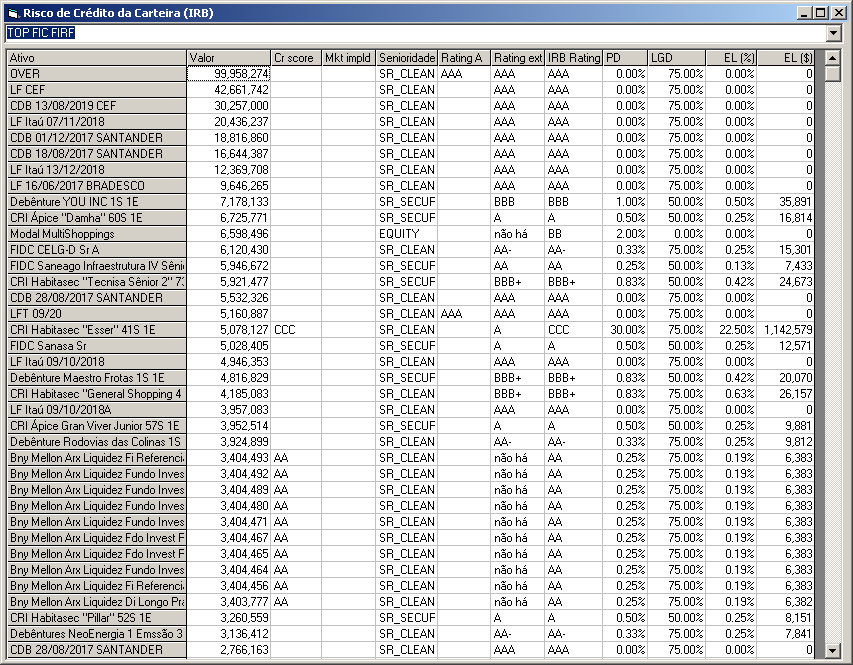 Risco de Crédito da Carteira (IRB)
TOP FIC FIRF
Ativo Valor Cr score Mkt impld Senioridade Rating A Rating ext IRB Rating PD LGD EL (%) EL ($)
OVER 99,958,274 SR_CLEAN AAA AAA AAA 0.00% 75.00% 0.00% 0
LF CEF 42,661,742 SR_CLEAN AAA AAA 0.00% 75.00% 0.00% 0
CDB 13/08/2019 CEF 30,257,000 SR_CLEAN AAA AAA 0.00% 75.00% 0.00% 0
LF Itaú 07/11/2018 20,436,237 SR_CLEAN AAA AAA 0.00% 75.00% 0.00% 0
CDB 01/12/2017 SANTANDER 18,816,860 SR_CLEAN AAA AAA 0.00% 75.00% 0.00% 0
CDB 18/08/2017 SANTANDER 16,644,387 SR_CLEAN AAA AAA 0.00% 75.00% 0.00% 0
LF Itaú 13/12/2018 12,369,708 SR_CLEAN AAA AAA 0.00% 75.00% 0.00% 0
LF 16/06/2017 BRADESCO 9,646,265 SR_CLEAN AAA AAA 0.00% 75.00% 0.00% 0
Debênture YOU INC 1S 1E 7,178,133 SR_SECUF BBB BBB 1.00% 50.00% 0.50% 35,891
CRI Ápice "Damha" 60S 1E 6,725,771 SR_SECUF A A 0.50% 50.00% 0.25% 16,814
Modal MultiShoppings 6,598,496 EQUITY não há BB 2.00% 0.00% 0.00% 0
FIDC CELG-D Sr A 6,120,430 SR_CLEAN AA- AA- 0.33% 75.00% 0.25% 15,301
FIDC Saneago Infraestrutura IV Sêni 5,946,672 SR_SECUF AA AA 0.25% 50.00% 0.13% 7,433
CRI Habitasec "Tecnisa Sênior 2" 7 5,921,477 SR_SECUF BBB+ BBB+ 0.83% 50.00% 0.42% 24,673
CDB 28/08/2017 SANTANDER 5,532,326 SR_CLEAN AAA AAA 0.00% 75.00% 0.00% 0
LFT 09/20 5,160,887 SR_CLEAN AAA AAA AAA 0.00% 75.00% 0.00% 0
CRI Habitasec "Esser" 41S 1E 5,078,127 CCC SR_CLEAN A CCC 30.00% 75.00% 22.50% 1,142,579
FIDC Sanasa Sr 5,028,405 SR_SECUF A A 0.50% 50.00% 0.25% 12,571
LF Itaú 09/10/2018 4,946,353 SR_CLEAN AAA AAA 0.00% 75.00% 0.00% 0
Debênture Maestro Frotas 1S 1E 4,816,829 SR_SECUF BBB+ BBB+ 0.83% 50.00% 0.42% 20,070
CRI Habitasec "General Shopping 4 4,185,083 SR_CLEAN BBB+ BBB+ 0.83% 75.00% 0.63% 26,157
LF Itaú 09/10/2018A 3,957,083 SR_CLEAN AAA AAA 0.00% 75.00% 0.00% 0
CRI Ápice Gran Viver Junior 57S 1E 3,952,514 SR_SECUF A A 0.50% 50.00% 0.25% 9,881
Debênture Rodovias das Colinas 1S 3,924,899 SR_CLEAN AA- AA- 0.33% 75.00% 0.25% 9,812
Bny Mellon Arx Liquidez Fi Referencia 3,404,493 AA SR_CLEAN não há AA 0.25% 75.00% 0.19% 6,383
Bny Mellon Arx Liquidez Fundo Inves 3,404,492 AA SR_CLEAN não há AA 0.25% 75.00% 0.19% 6,383
Bny Mellon Arx Liquidez Fundo Inves 3,404,489 AA SR_CLEAN não há AA 0.25% 75.00% 0.19% 6,383
Bny Mellon Arx Liquidez Fundo Inves 3,404,480 AA SR_CLEAN não há AA 0.25% 75.00% 0.19% 6,383
Bny Mellon Arx Liquidez Fundo Inves 3,404,471 AA SR_CLEAN não há AA 0.25% 75.00% 0.19% 6,383
Bny Mellon Arx Liquidez Fdo Invest F 3,404,467 AA SR_CLEAN não há AA 0.25% 75.00% 0.19% 6,383
Bny Mellon Arx Liquidez Fdo Invest F 3,404,465 AA SR_CLEAN não há AA 0.25% 75.00% 0.19% 6,383
Bny Mellon Arx Liquidez Fundo Inves 3,404,464 AA SR_CLEAN não há AA 0.25% 75.00% 0.19% 6,383
Bny Mellon Arx Liquidez Fi Referenci 3,404,456 AA SR_CLEAN não há AA 0.25% 75.00% 0.19% 6,383
Bny Mellon Arx Liquidez Di Longo Pra 3,403,777 AA SR_CLEAN não há AA 0.25% 75.00% 0.19% 6,382
CRI Habitasec "Pillar" 52S 1E 3,260,559 SR_SECUF A A 0.50% 50.00% 0.25% 8,151
Debêntures NeoEnergia 1 Emssão 3 3,136,412 SR_CLEAN AA- AA- 0.33% 75.00% 0.25% 7,841
CDB 28/08/2017 SANTANDER 2,766,163 SR_CLEAN AAA AAA 0.00% 75.00% 0.00% 0